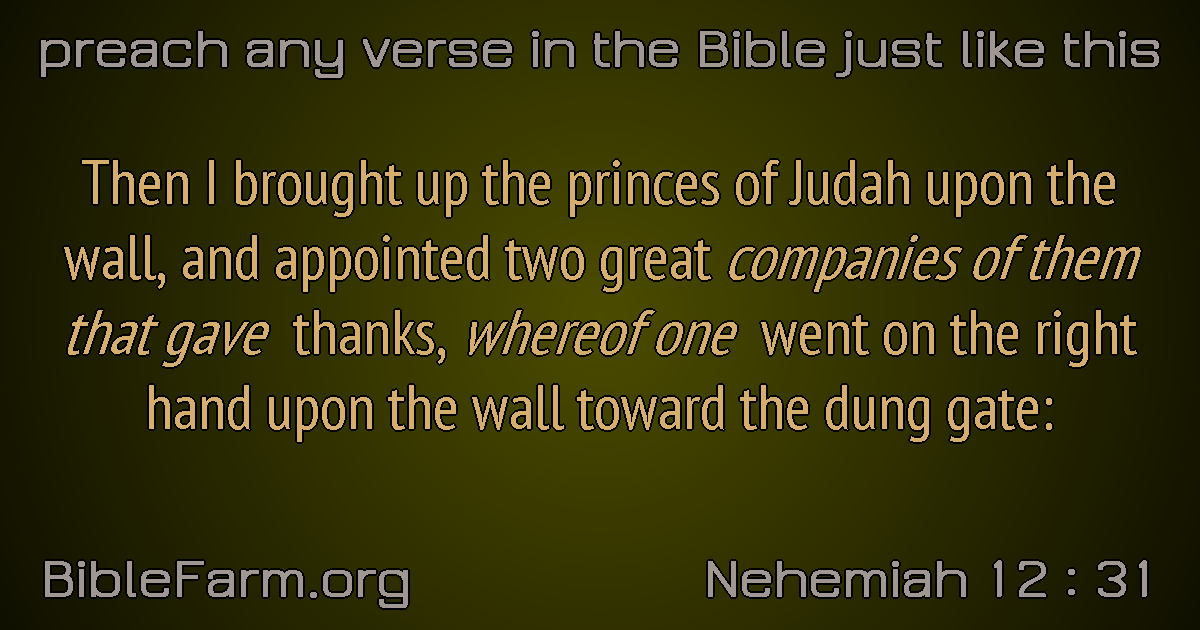 preach any verse in the Bible just like this
Then I brought up the princes of Judah upon the
wall, and appointed two great companies of them
that gave thanks, whereof one went on the right
hand upon the wall toward the dung gate:
BibleFarm.org
Nehemiah 12 : 31